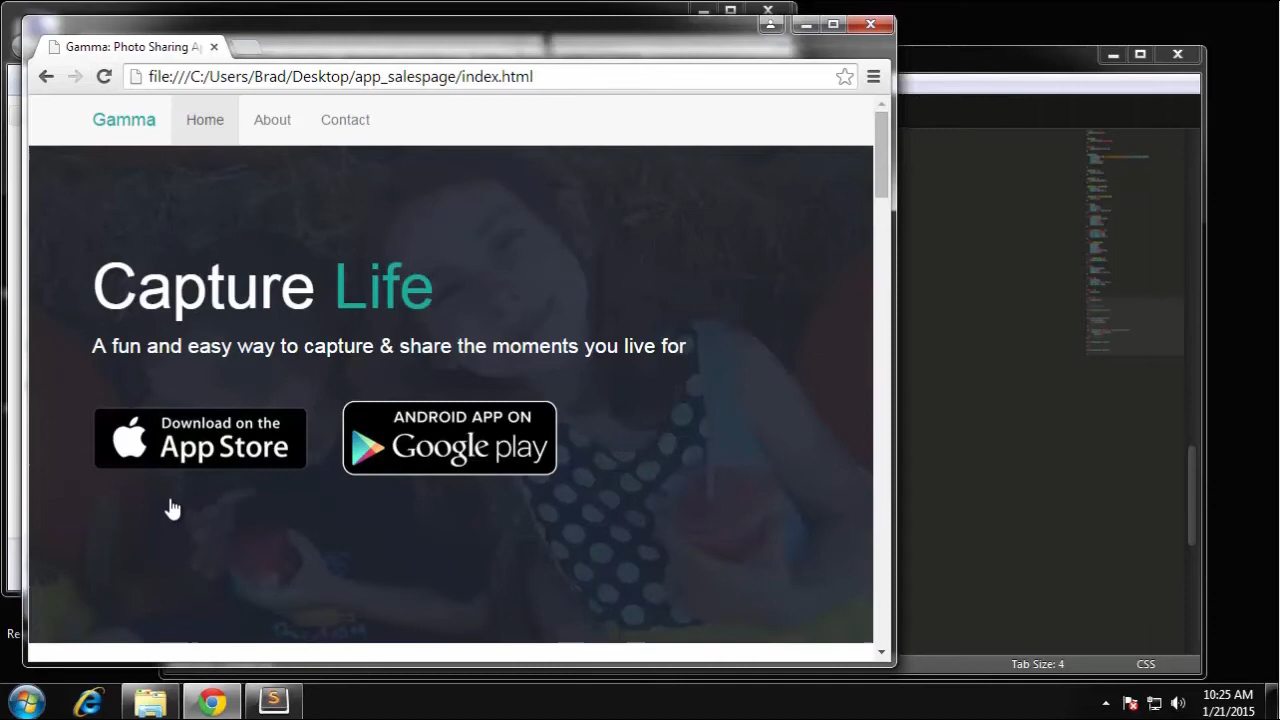 Gamma: Photo Sharing A
file:///C:/Users/Brad/Desktop/app_salespage/index.html
Gamma Home About Contact
Capture Life
A fun and easy way to capture & share the moments you live for
Download on the
App Store
ANDROID APP ON
Google play
Re
Tab Size: 4 CSS
10:25 AM
1/21/2015